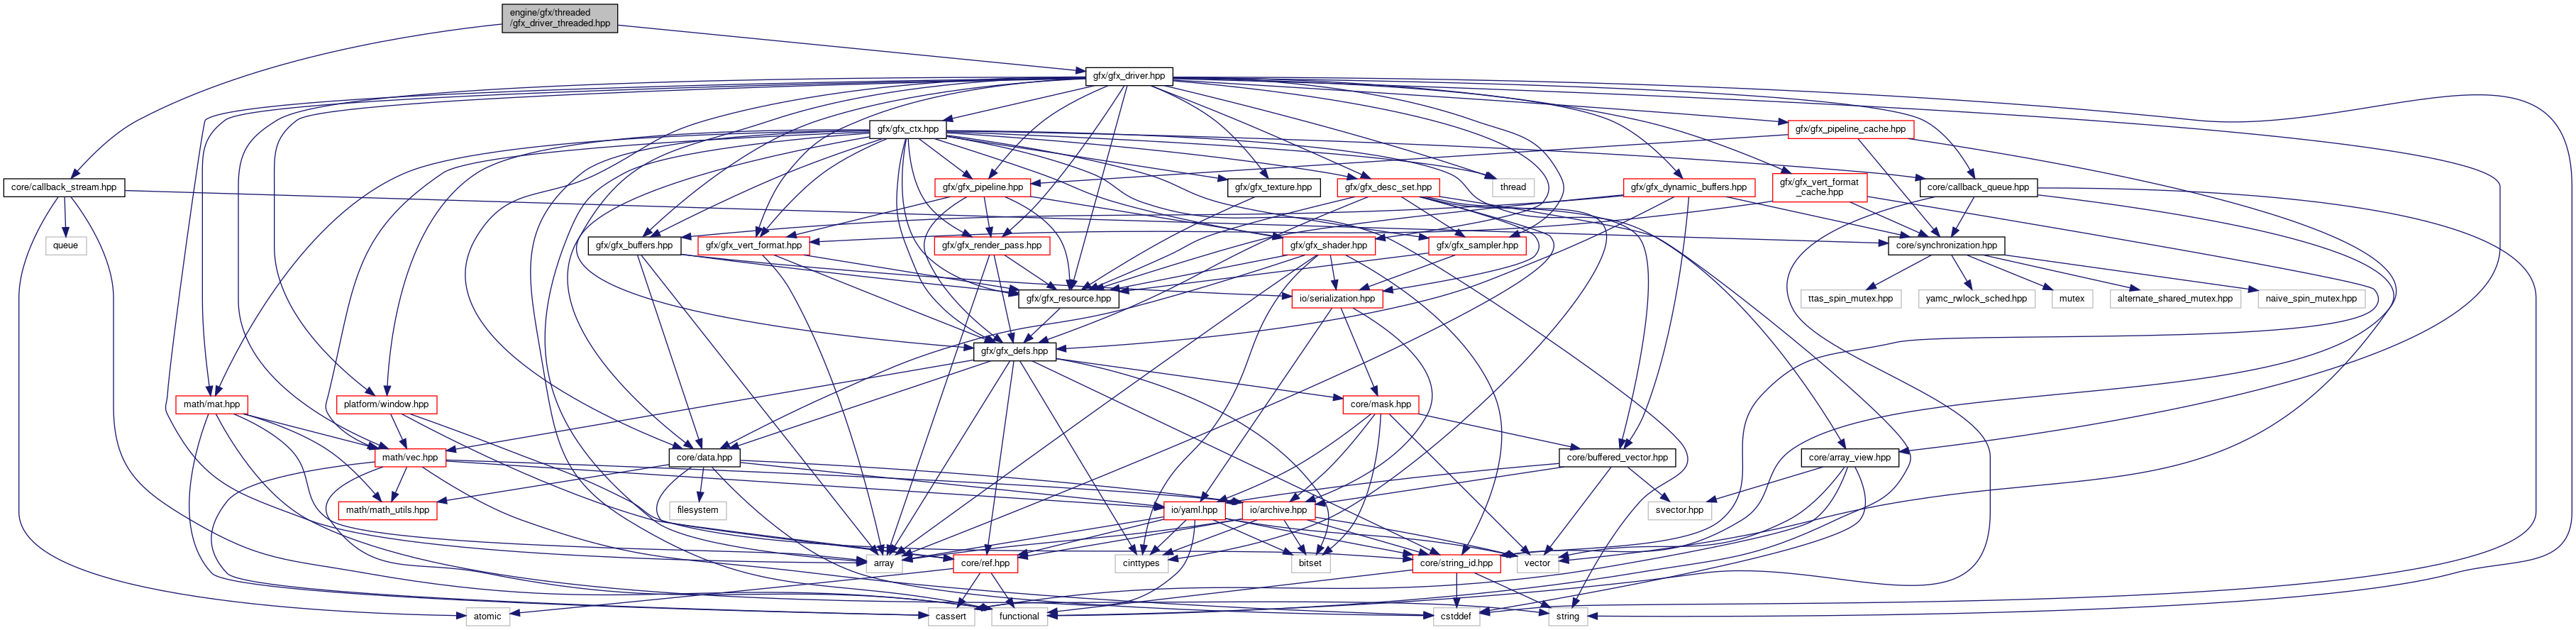 engine/gfx/threaded
/gfx_driver_threaded.hpp
gfx/gfx_driver.hpp
gfx/gfx_ctx.hpp
gfx/gfx_pipeline_cache.hpp
core/callback_stream.hpp
gfx/gfx_pipeline.hpp
gfx/gfx_texture.hpp
gfx/gfx_desc_set.hpp
thread
gfx/gfx_dynamic_buffers.hpp
gfx/gfx_vert_format
_cache.hpp
core/callback_queue.hpp
queue
gfx/gfx_buffers.hpp
gfx/gfx_vert_format.hpp
gfx/gfx_render_pass.hpp
gfx/gfx_shader.hpp
gfx/gfx_sampler.hpp
core/synchronization.hpp
gfx/gfx_resource.hpp
io/serialization.hpp
ttas_spin_mutex.hpp
yamc_rwlock_sched.hpp
mutex
alternate_shared_mutex.hpp
naive_spin_mutex.hpp
gfx/gfx_defs.hpp
math/mat.hpp
platform/window.hpp
core/mask.hpp
math/vec.hpp
core/data.hpp
core/buffered_vector.hpp
core/array_view.hpp
math/math_utils.hpp
filesystem
io/yaml.hpp
io/archive.hpp
svector.hpp
array
core/ref.hpp
cinttypes
bitset
core/string_id.hpp
vector
atomic
cassert
functional
cstddef
string